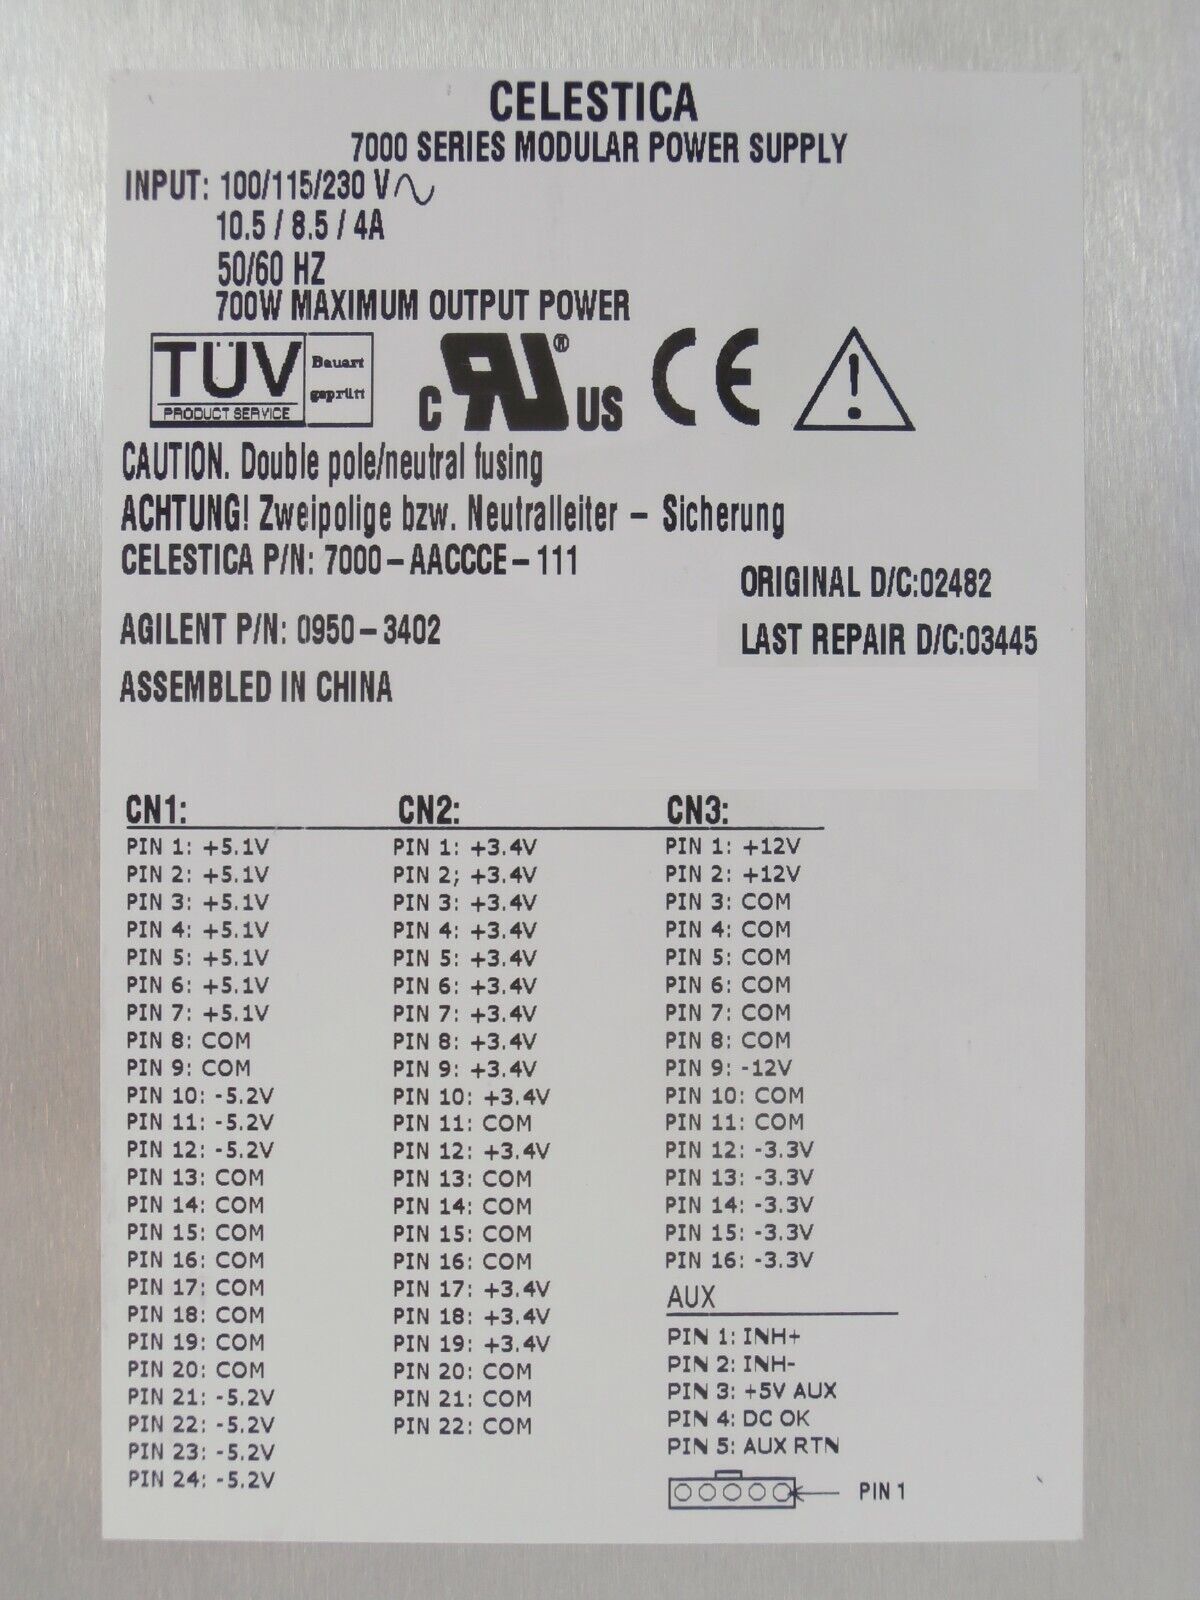 CELESTICA
7000 SERIES MODULAR POWER SUPPLY
INPUT: 100/115/230 V
10.5 / 8.5 / 4A
50/60 HZ
700W MAXIMUM OUTPUT POWER
TÜV
PRODUCT SERVICE
Bauart
geprüft
C RU ® US CE !
CAUTION. Double pole/neutral fusing
ACHTUNG! Zweipolige bzw. Neutralleiter – Sicherung
CELESTICA P/N: 7000-AACCCE-111
ORIGINAL D/C:02482
AGILENT P/N: 0950-3402
LAST REPAIR D/C:03445
ASSEMBLED IN CHINA
CN1:
PIN 1: +5.1V
PIN 2: +5.1V
PIN 3: +5.1V
PIN 4: +5.1V
PIN 5: +5.1V
PIN 6: +5.1V
PIN 7: +5.1V
PIN 8: COM
PIN 9: COM
PIN 10: -5.2V
PIN 11: -5.2V
PIN 12: -5.2V
PIN 13: COM
PIN 14: COM
PIN 15: COM
PIN 16: COM
PIN 17: COM
PIN 18: COM
PIN 19: COM
PIN 20: COM
PIN 21: -5.2V
PIN 22: -5.2V
PIN 23: -5.2V
PIN 24: -5.2V
CN2:
PIN 1: +3.4V
PIN 2; +3.4V
PIN 3: +3.4V
PIN 4: +3.4V
PIN 5: +3.4V
PIN 6: +3.4V
PIN 7: +3.4V
PIN 8: +3.4V
PIN 9: +3.4V
PIN 10: +3.4V
PIN 11: COM
PIN 12: +3.4V
PIN 13: COM
PIN 14: COM
PIN 15: COM
PIN 16: COM
PIN 17: +3.4V
PIN 18: +3.4V
PIN 19: +3.4V
PIN 20: COM
PIN 21: COM
PIN 22: COM
CN3:
PIN 1: +12V
PIN 2: +12V
PIN 3: COM
PIN 4: COM
PIN 5: COM
PIN 6: COM
PIN 7: COM
PIN 8: COM
PIN 9: -12V
PIN 10: COM
PIN 11: COM
PIN 12: -3.3V
PIN 13: -3.3V
PIN 14: -3.3V
PIN 15: -3.3V
PIN 16: -3.3V
AUX
PIN 1: INH+
PIN 2: INH-
PIN 3: +5V AUX
PIN 4: DC OK
PIN 5: AUX RTN
PIN 1